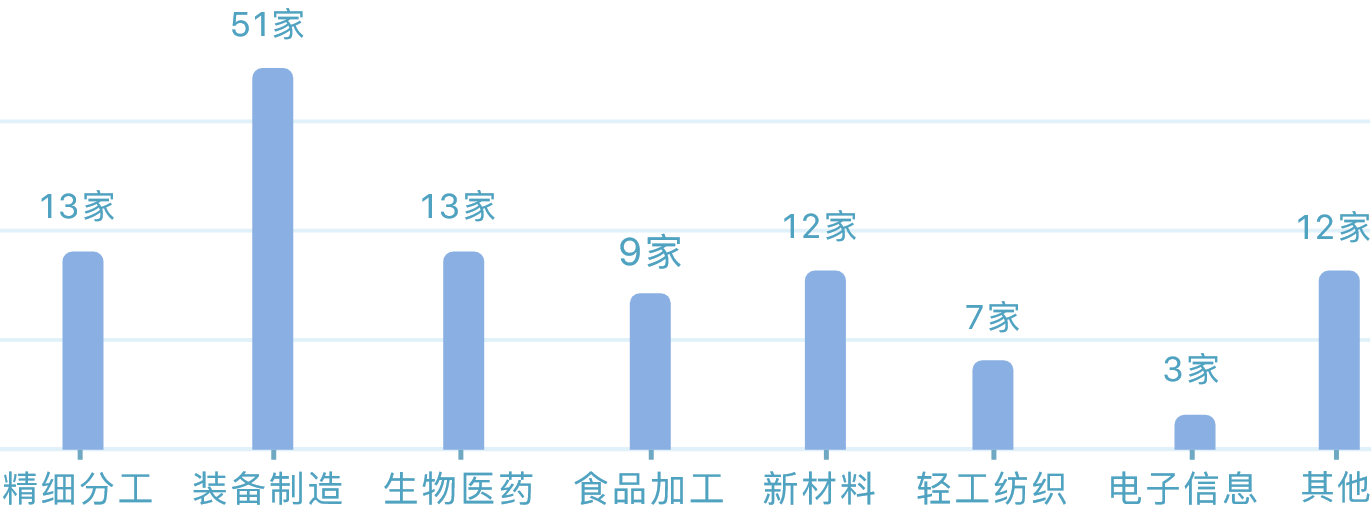 51家
13家
13家
9家
12家
12家
7家
3家
精细分工
装备制造
生物医药
食品加工
新材料
轻工纺织
电子信息
其他